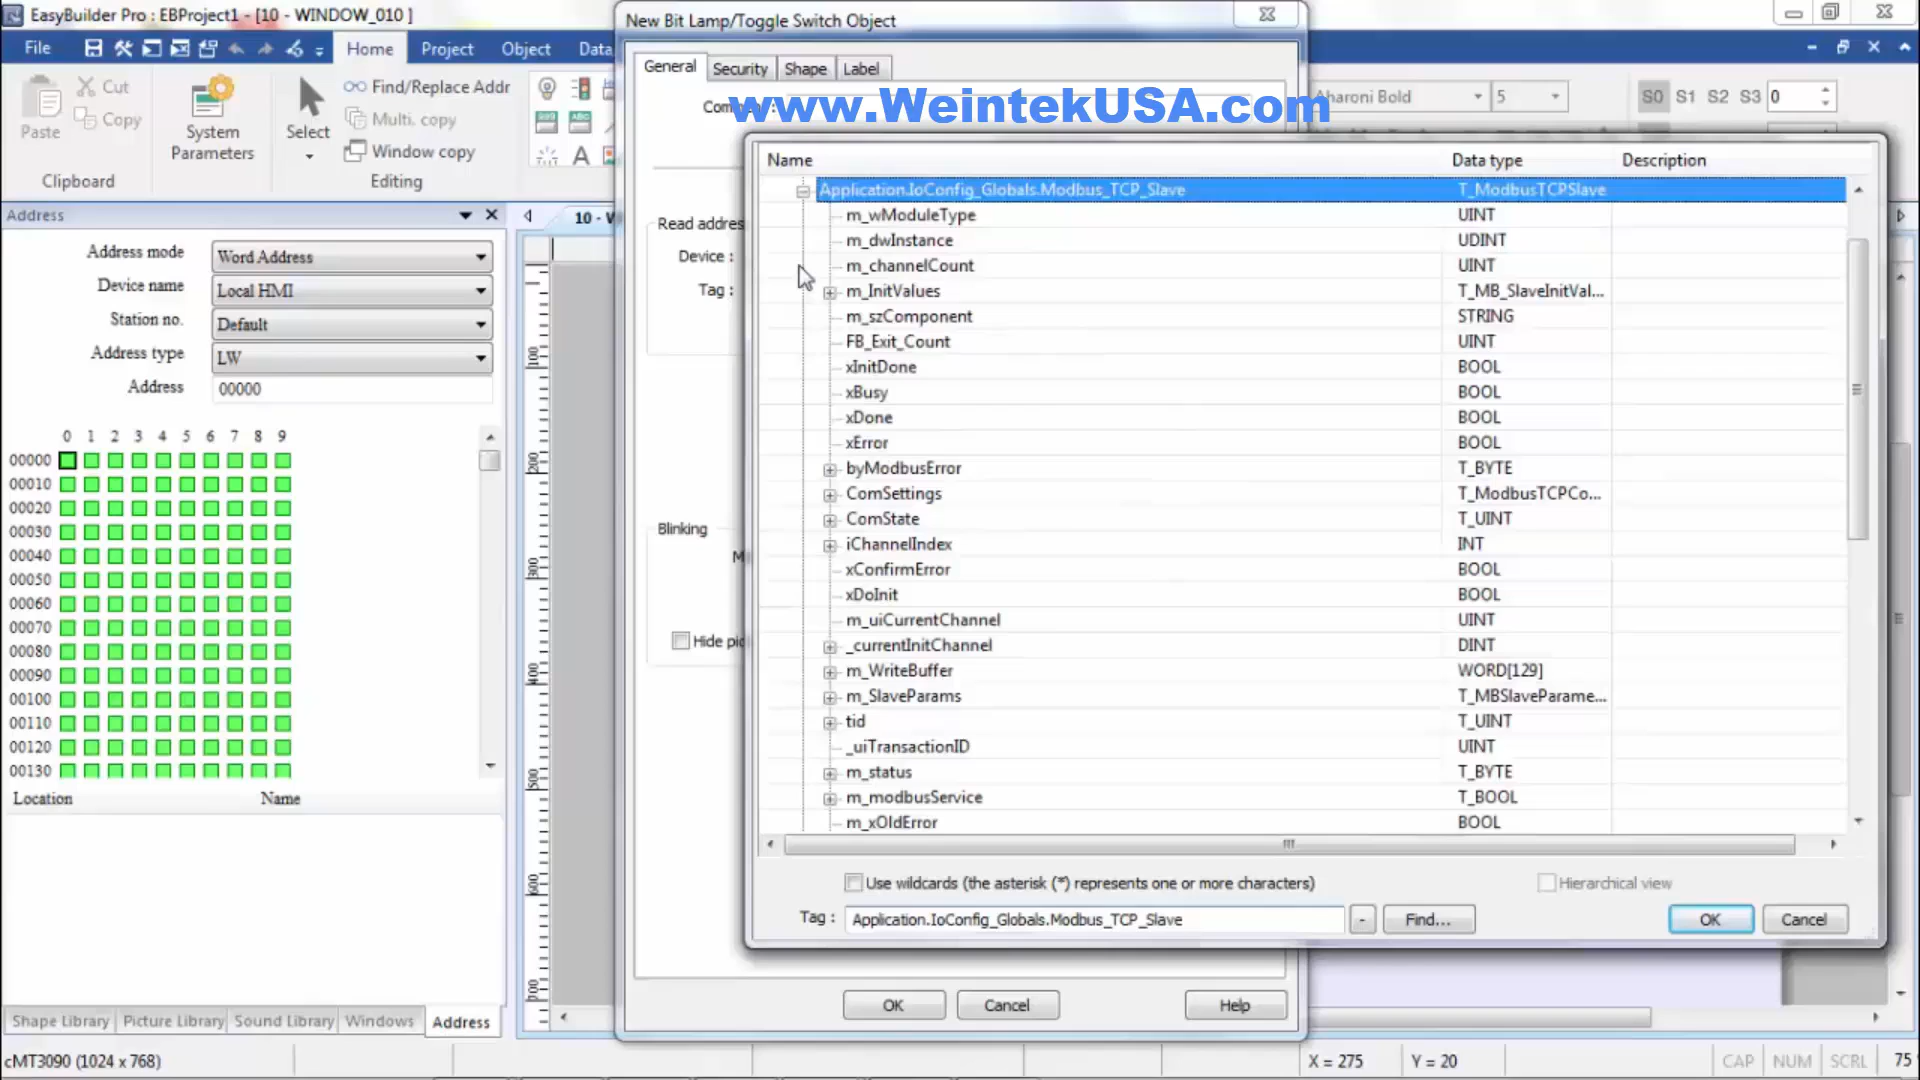 EasyBuilder Pro : EBProject1 - [10 - WINDOW_010 ]
File
Home
Project
Object
Data
Paste
Cut
Copy
Clipboard
System
Parameters
Select
Find/Replace Addr
Multi. copy
Window copy
Editing
Aharoni Bold
5
S0 S1 S2 S3 0
www.WeintekUSA.com
New Bit Lamp/Toggle Switch Object
General
Security
Shape
Label
Read addres
Device :
Tag :
Blinking
Hide pic
OK
Cancel
Help
Address
Address mode
Word Address
Device name
Local HMI
Station no.
Default
Address type
LW
Address
00000
0 1 2 3 4 5 6 7 8 9
00000
00010
00020
00030
00040
00050
00060
00070
00080
00090
00100
00110
00120
00130
Location
Name
Shape Library
Picture Library
Sound Library
Windows
Address
100
200
300
400
500
600
Name
Data type
Description
Application.IoConfig_Globals.Modbus_TCP_Slave T_ModbusTCPSlave
m_wModuleType UINT
m_dwInstance UDINT
m_channelCount UINT
m_InitValues T_MB_SlaveInitVal...
m_szComponent STRING
FB_Exit_Count UINT
xInitDone BOOL
xBusy BOOL
xDone BOOL
xError BOOL
byModbusError T_BYTE
ComSettings T_ModbusTCPCo...
ComState T_UINT
iChannelIndex INT
xConfirmError BOOL
xDoInit BOOL
m_uiCurrentChannel UINT
_currentInitChannel DINT
m_WriteBuffer WORD[129]
m_SlaveParams T_MBSlaveParame...
tid T_UINT
_uiTransactionID UINT
m_status T_BYTE
m_modbusService T_BOOL
m_xOldError BOOL
Use wildcards (the asterisk (*) represents one or more characters)
Hierarchical view
Tag : Application.IoConfig_Globals.Modbus_TCP_Slave
-
Find...
OK
Cancel
cMT3090 (1024 x 768)
X = 275
Y = 20
CAP
NUM
SCRL
75